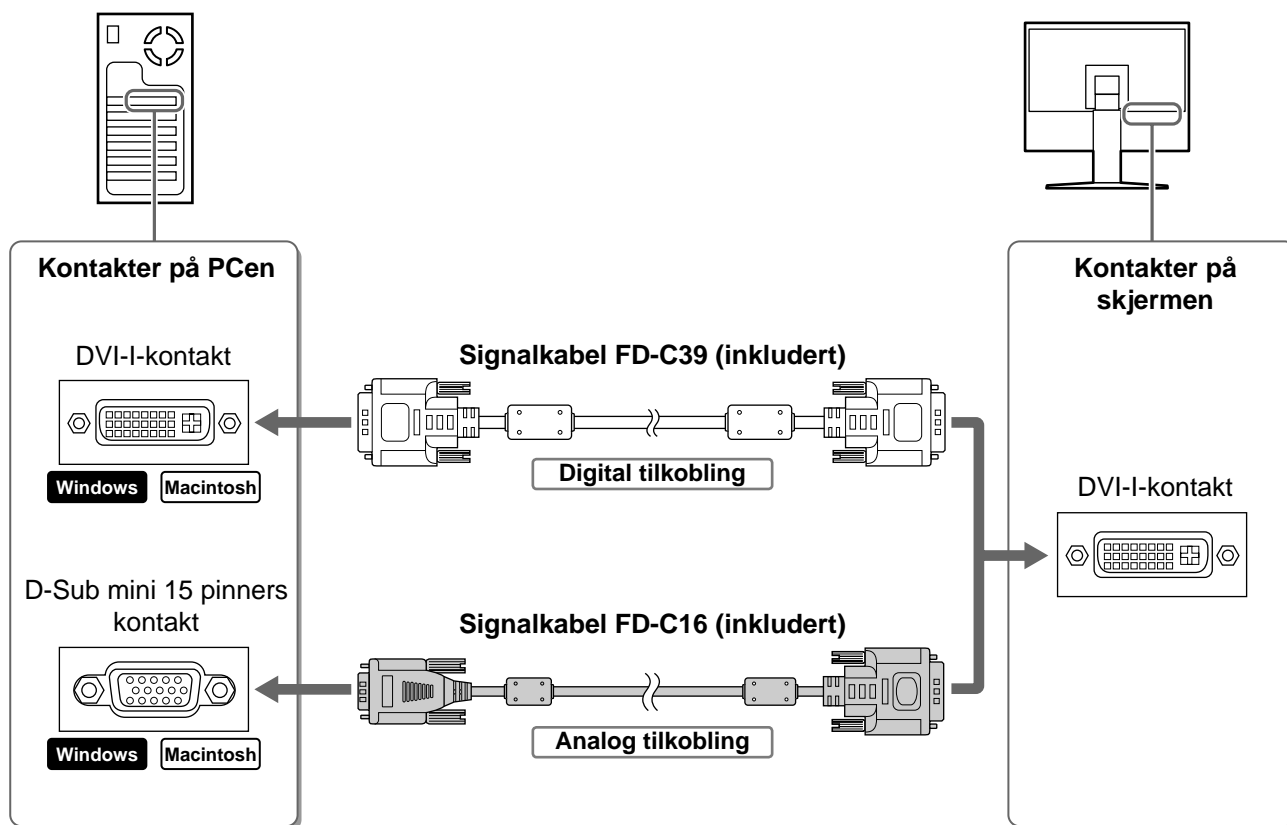 Kontakter på PCen
DVI-I-kontakt
Windows Macintosh
D-Sub mini 15 pinners
kontakt
Windows Macintosh
Signalkabel FD-C39 (inkludert)
Digital tilkobling
Signalkabel FD-C16 (inkludert)
Analog tilkobling
Kontakter på
skjermen
DVI-I-kontakt